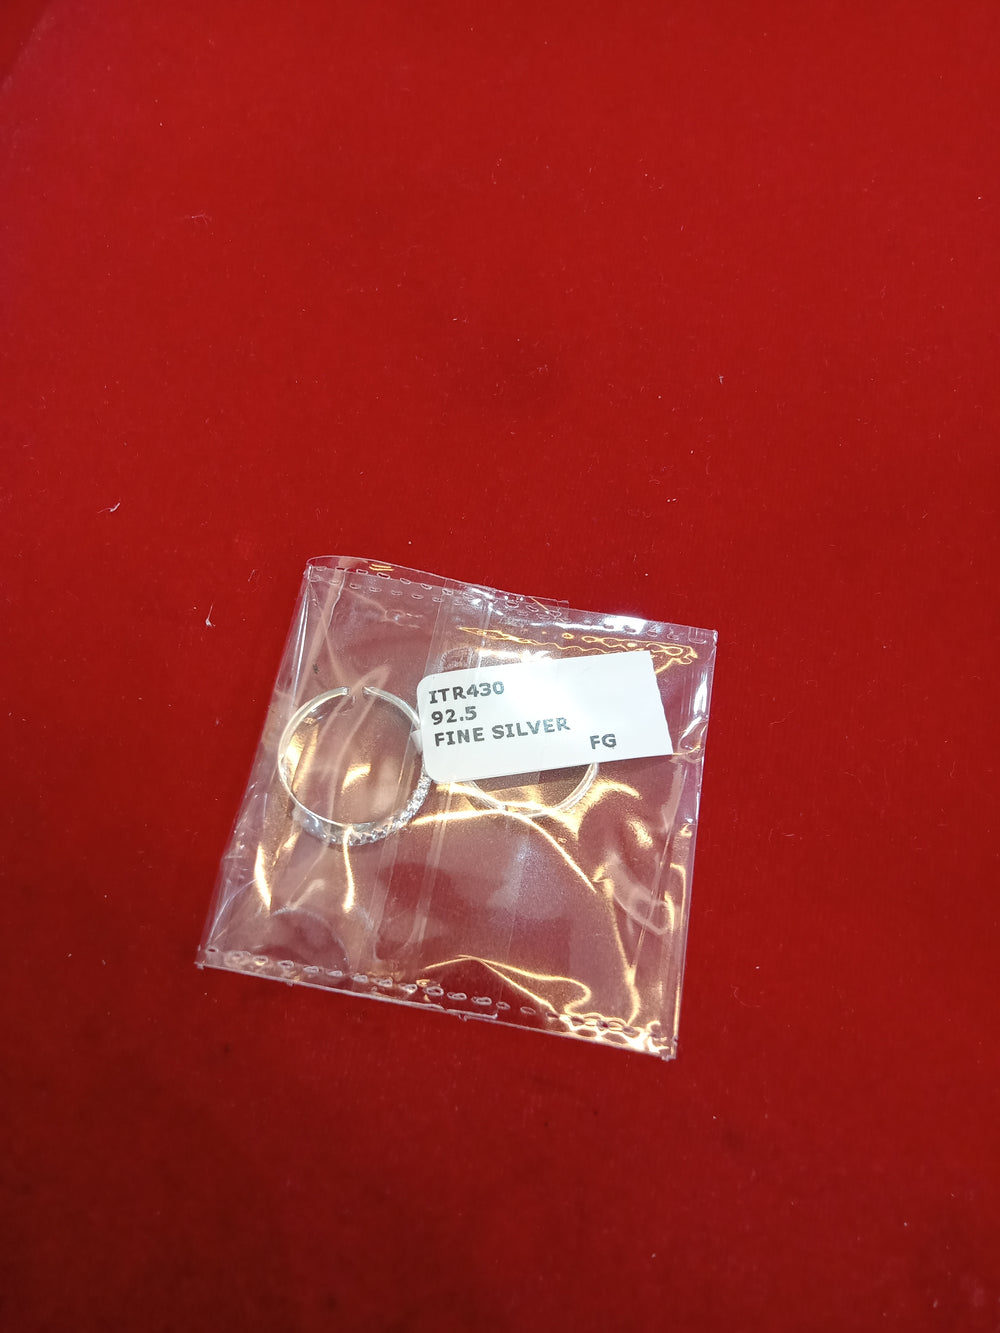 ITR430
92.5
FINE SILVER
FG